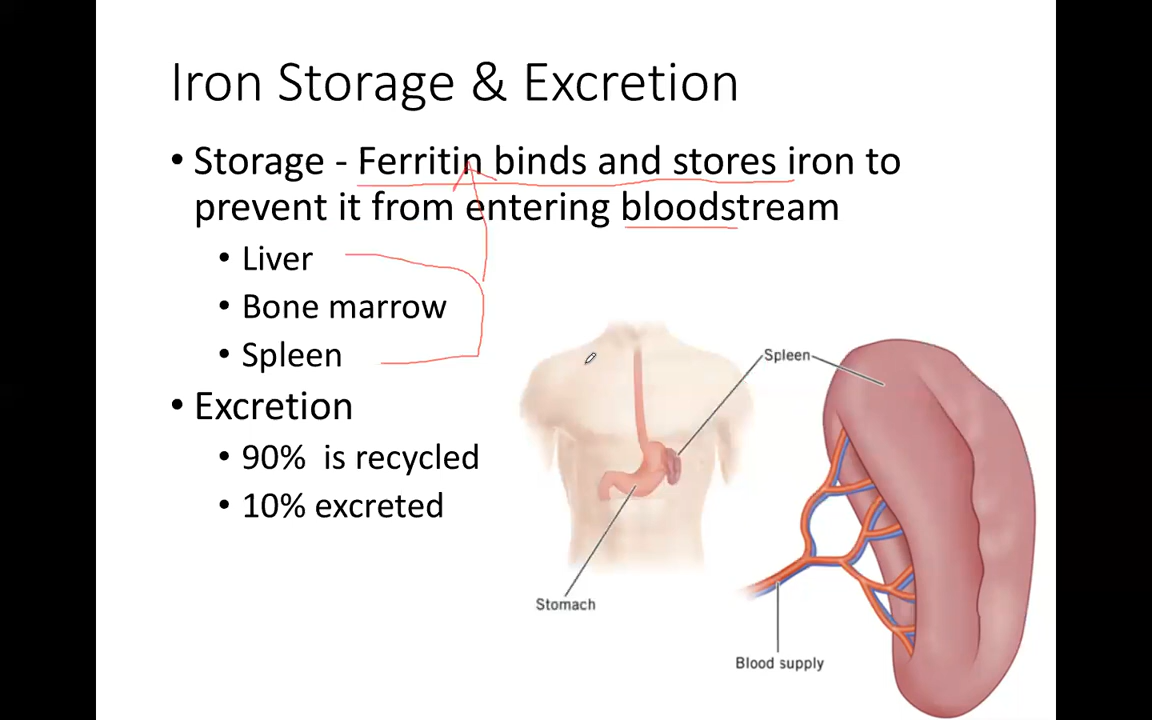 Iron Storage & Excretion
• Storage - Ferritin binds and stores iron to
prevent it from entering bloodstream
• Liver
• Bone marrow
• Spleen
• Excretion
• 90% is recycled
• 10% excreted
Spleen
Stomach
Blood supply